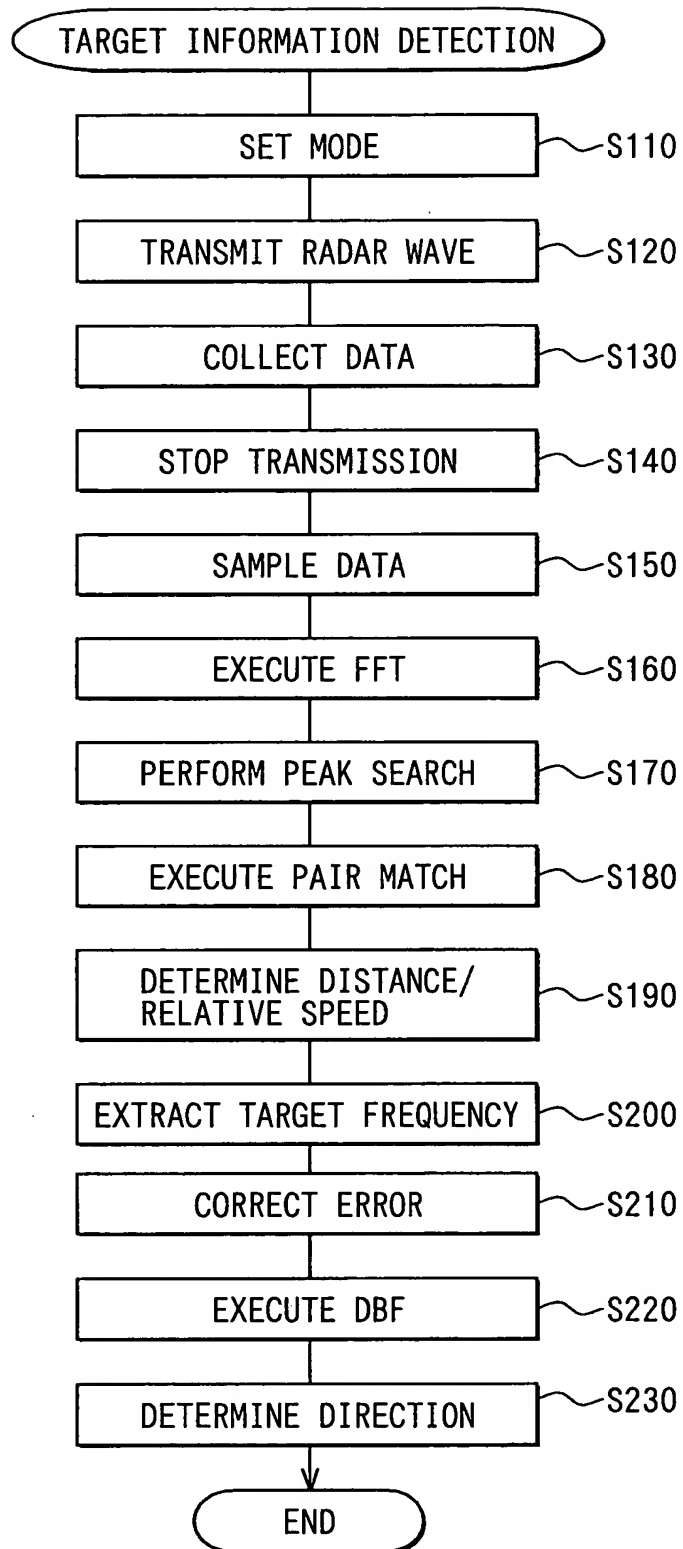 TARGET INFORMATION DETECTION
SET MODE S110
TRANSMIT RADAR WAVE S120
COLLECT DATA S130
STOP TRANSMISSION S140
SAMPLE DATA S150
EXECUTE FFT S160
PERFORM PEAK SEARCH S170
EXECUTE PAIR MATCH S180
DETERMINE DISTANCE/
RELATIVE SPEED S190
EXTRACT TARGET FREQUENCY S200
CORRECT ERROR S210
EXECUTE DBF S220
DETERMINE DIRECTION S230
END